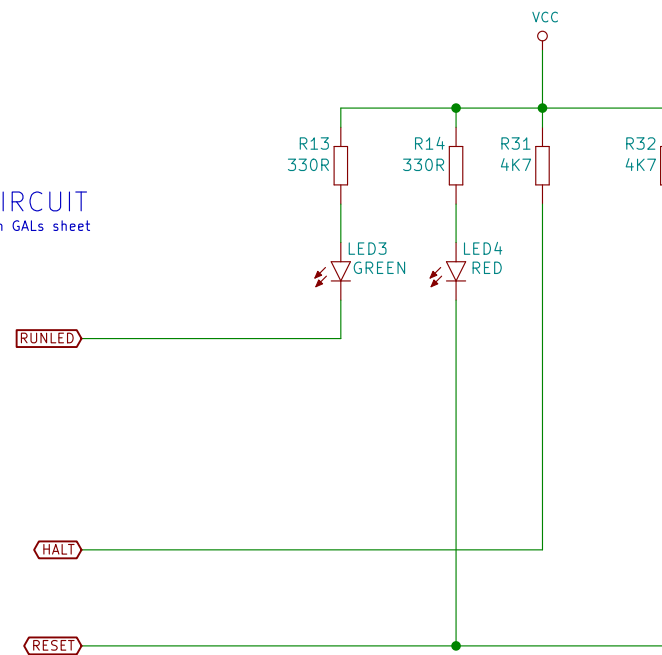 VCC
R13
330R
R14
330R
R31
4K7
R32
4K7
IRCUIT
GALs sheet
LED3
GREEN
LED4
RED
RUNLED
HALT
RESET